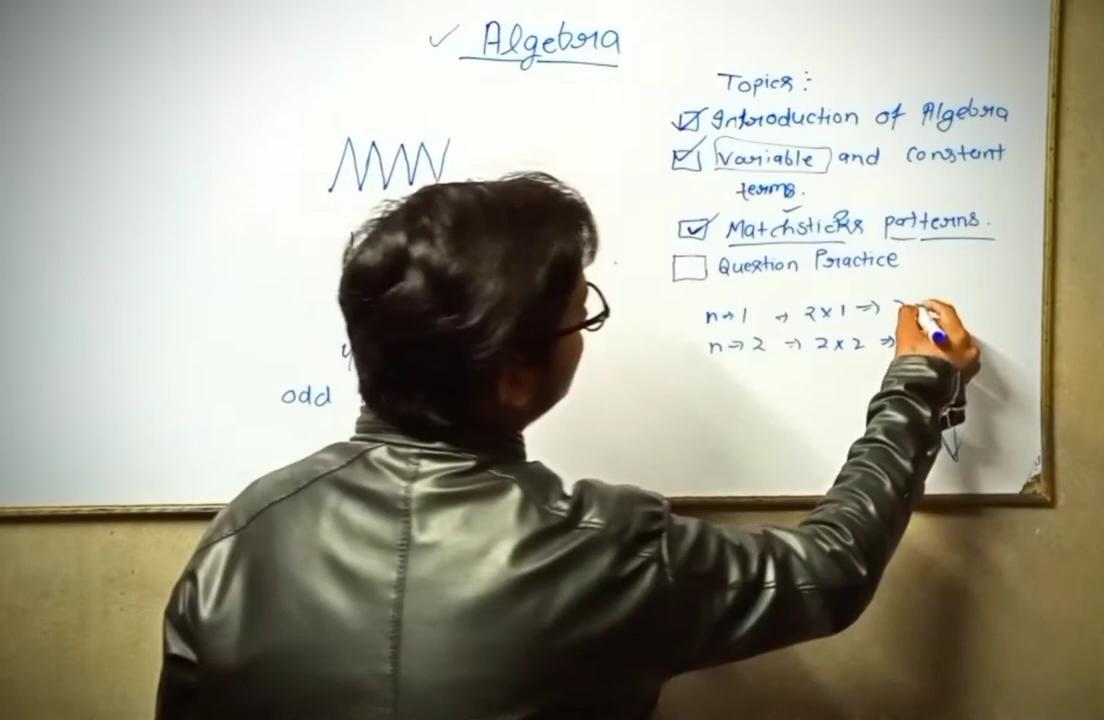 ✓ Algebra
Topics :
Introduction of Algebra
Variable and constant
terms.
Matchsticks patterns.
Question Practice
n→1 → 2×1 ⇒
n→2 → 2×2 ⇒
odd